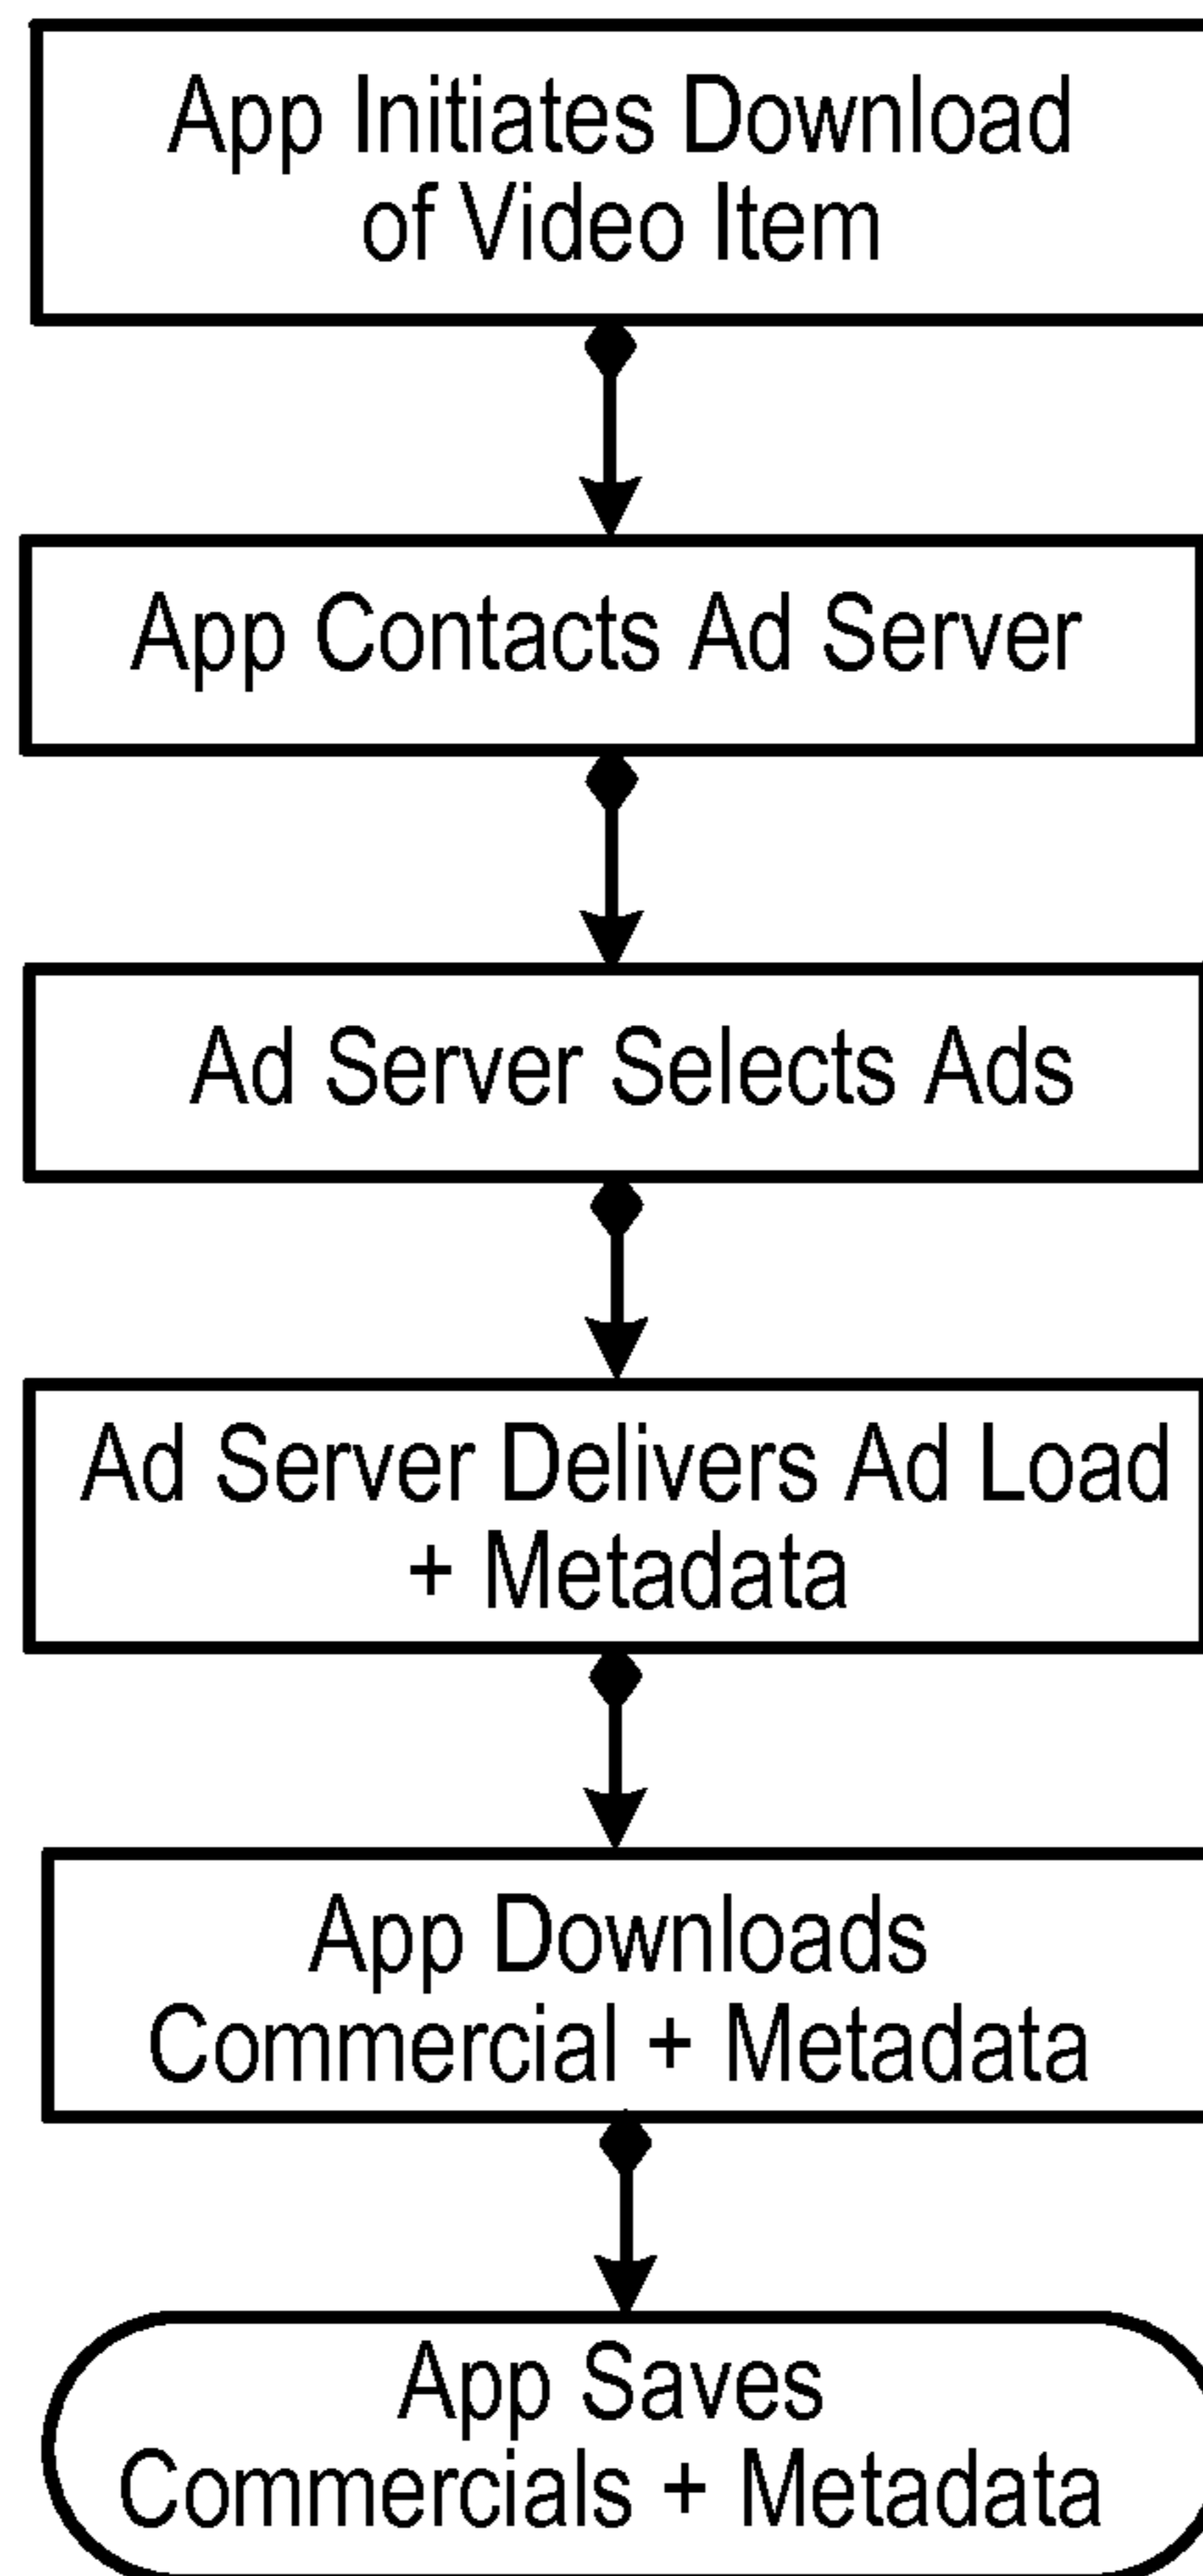 App Initiates Download
of Video Item
App Contacts Ad Server
Ad Server Selects Ads
Ad Server Delivers Ad Load
+ Metadata
App Downloads
Commercial + Metadata
App Saves
Commercials + Metadata